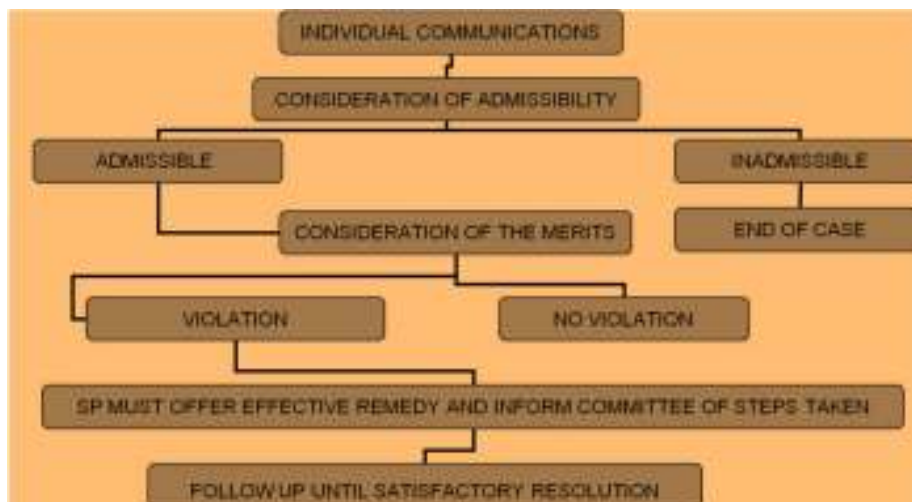 INDIVIDUAL COMMUNICATIONS
CONSIDERATION OF ADMISSIBILITY
ADMISSIBLE
INADMISSIBLE
CONSIDERATION OF THE MERITS
END OF CASE
VIOLATION
NO VIOLATION
SP MUST OFFER EFFECTIVE REMEDY AND INFORM COMMITTEE OF STEPS TAKEN
FOLLOW UP UNTIL SATISFACTORY RESOLUTION